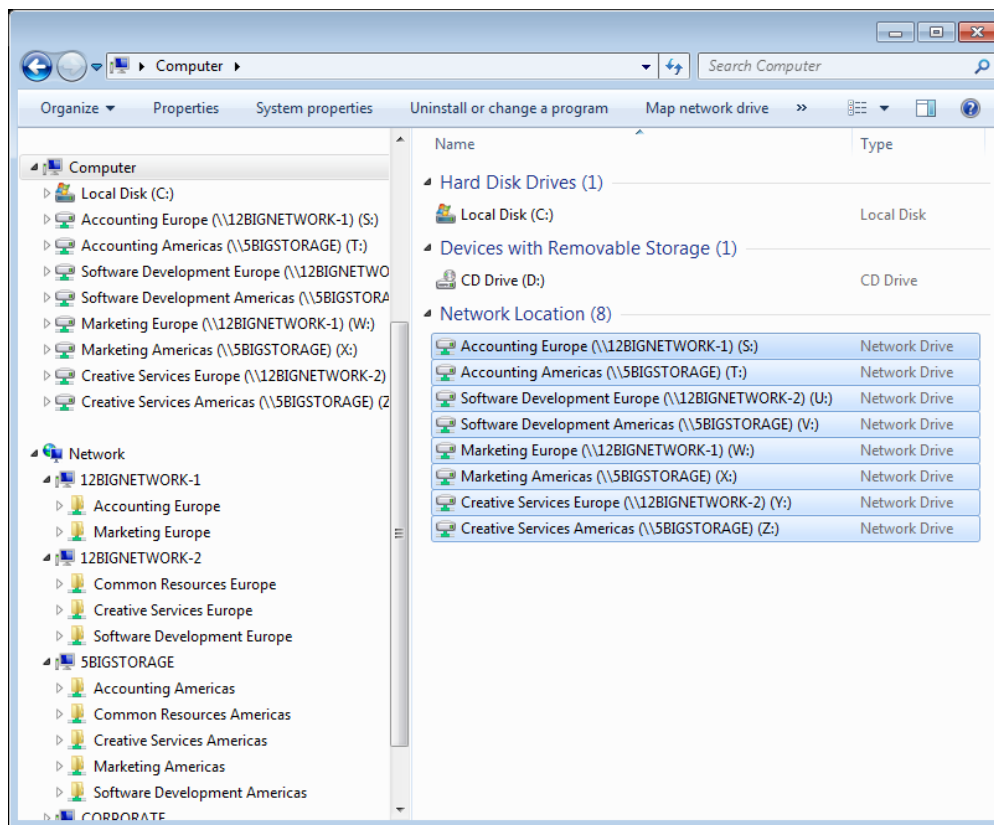 Computer
Search Computer
Organize Properties System properties Uninstall or change a program Map network drive »
Computer
Local Disk (C:)
Accounting Europe (\\12BIGNETWORK-1) (S:)
Accounting Americas (\\5BIGSTORAGE) (T:)
Software Development Europe (\\12BIGNETWO
Software Development Americas (\\5BIGSTORA
Marketing Europe (\\12BIGNETWORK-1) (W:)
Marketing Americas (\\5BIGSTORAGE) (X:)
Creative Services Europe (\\12BIGNETWORK-2)
Creative Services Americas (\\5BIGSTORAGE) (Z
Network
12BIGNETWORK-1
Accounting Europe
Marketing Europe
12BIGNETWORK-2
Common Resources Europe
Creative Services Europe
Software Development Europe
5BIGSTORAGE
Accounting Americas
Common Resources Americas
Creative Services Americas
Marketing Americas
Software Development Americas
CORPORATE
Name Type
Hard Disk Drives (1)
Local Disk (C:) Local Disk
Devices with Removable Storage (1)
CD Drive (D:) CD Drive
Network Location (8)
Accounting Europe (\\12BIGNETWORK-1) (S:) Network Drive
Accounting Americas (\\5BIGSTORAGE) (T:) Network Drive
Software Development Europe (\\12BIGNETWORK-2) (U:) Network Drive
Software Development Americas (\\5BIGSTORAGE) (V:) Network Drive
Marketing Europe (\\12BIGNETWORK-1) (W:) Network Drive
Marketing Americas (\\5BIGSTORAGE) (X:) Network Drive
Creative Services Europe (\\12BIGNETWORK-2) (Y:) Network Drive
Creative Services Americas (\\5BIGSTORAGE) (Z:) Network Drive